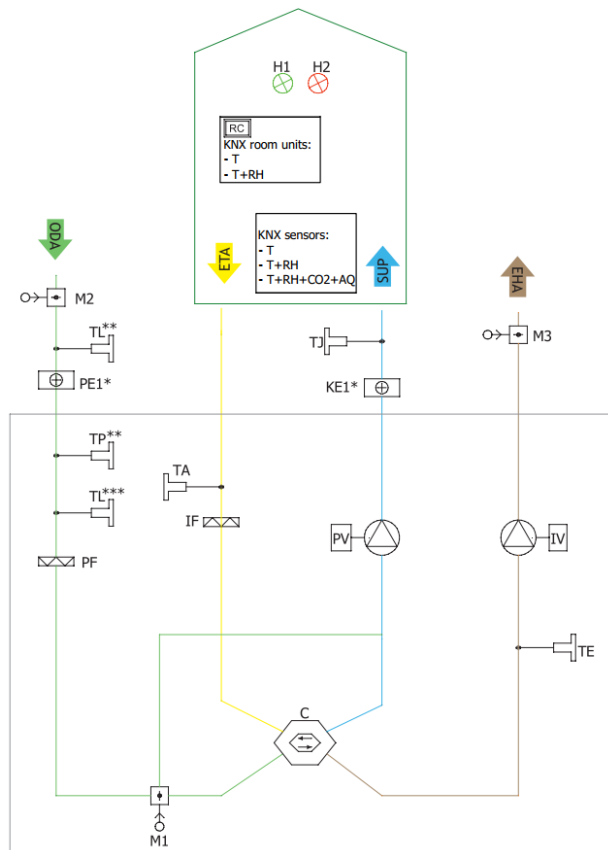 H1 H2
RC
KNX room units:
- T
- T+RH
KNX sensors:
- T
- T+RH
- T+RH+CO2+AQ
ODA
ETA
SUP
EHA
M2
TL**
PE1*
TJ
KE1*
M3
TP**
TL***
TA
IF
PF
PV
IV
TE
C
M1